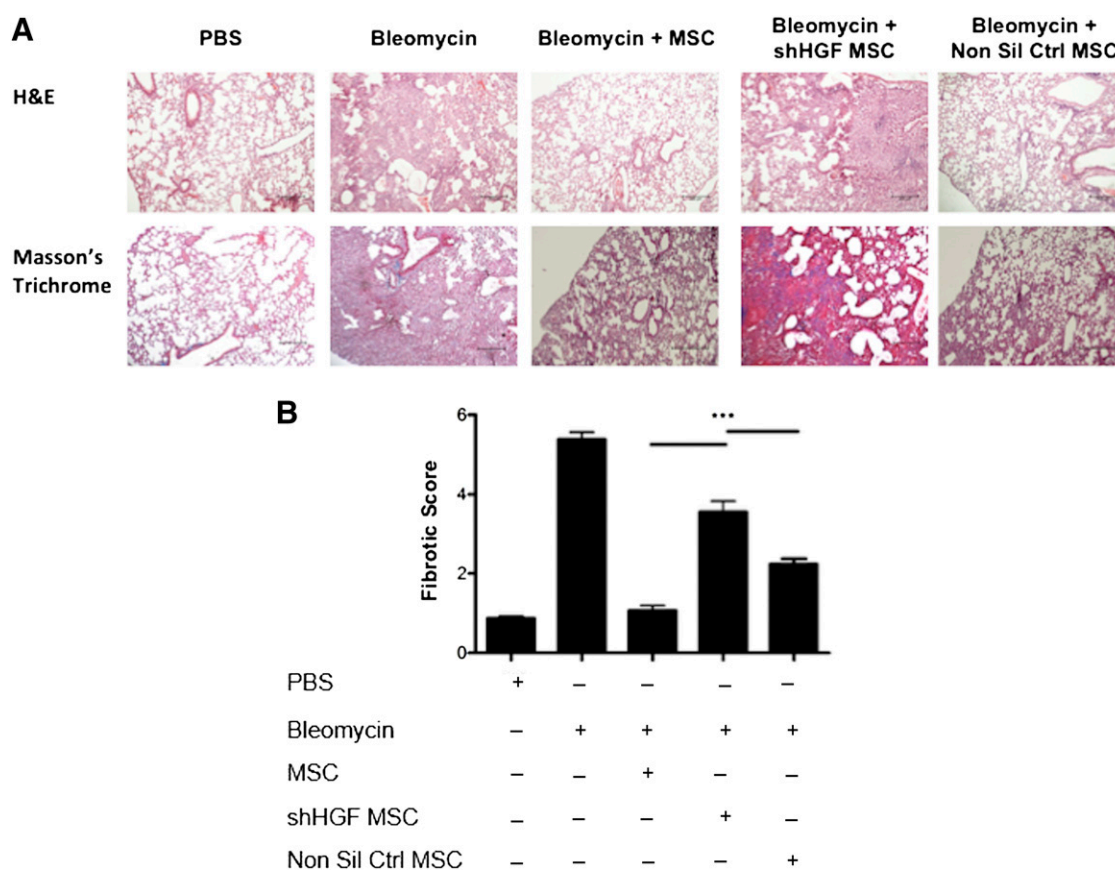 A
PBS
Bleomycin
Bleomycin + MSC
Bleomycin +
shHGF MSC
Bleomycin +
Non Sil Ctrl MSC
H&E
Masson's
Trichrome
B
***
Fibrotic Score
6
4
2
0
PBS + – – – –
Bleomycin – + + + +
MSC – – + – –
shHGF MSC – – – + –
Non Sil Ctrl MSC – – – – +